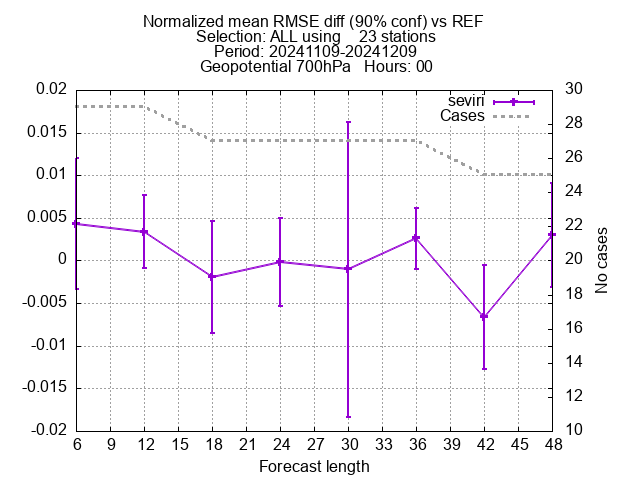 Normalized mean RMSE diff (90% conf) vs REF
Selection: ALL using    23 stations
Period: 20241109-20241209
Geopotential 700hPa   Hours: 00
seviri
Cases
0.02
0.015
0.01
0.005
0
-0.005
-0.01
-0.015
-0.02
30
28
26
24
22
20
18
16
14
12
10
No cases
6 9 12 15 18 21 24 27 30 33 36 39 42 45 48
Forecast length